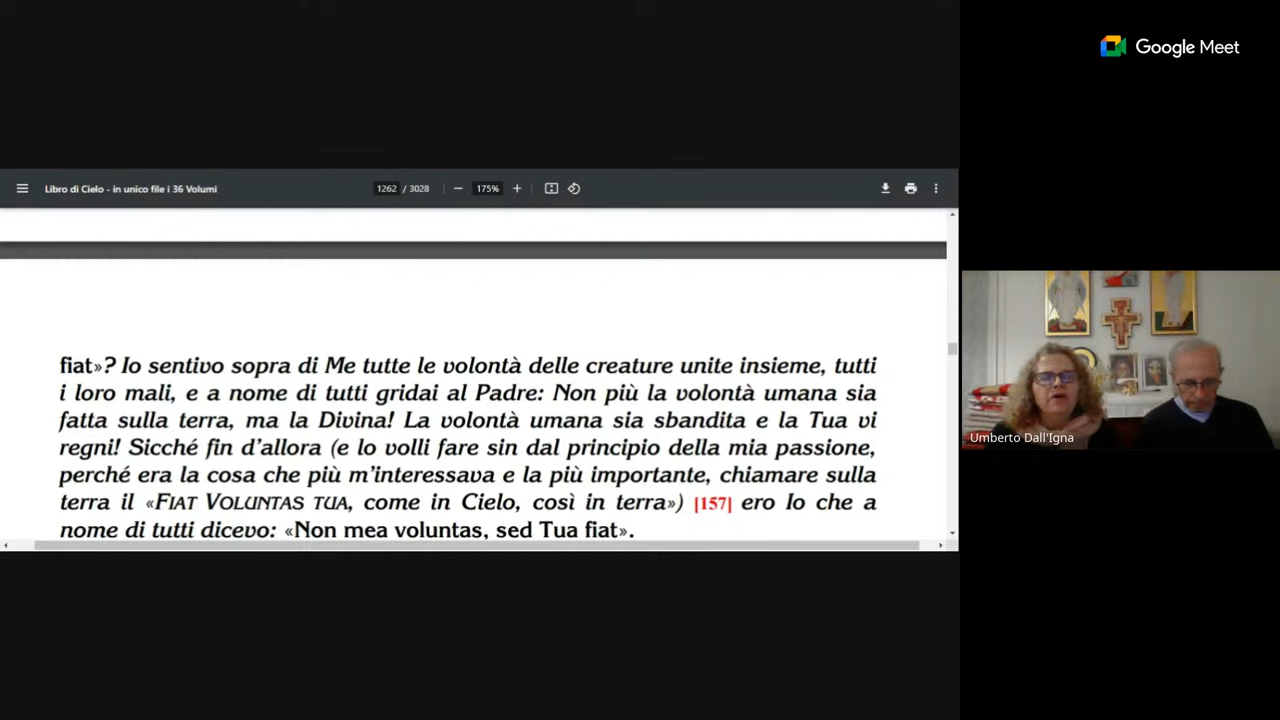 Google Meet
Libro di Cielo - in unico file i 36 Volumi
1262 / 3028
175%
fiat»? Io sentivo sopra di Me tutte le volontà delle creature unite insieme, tutti
i loro mali, e a nome di tutti gridai al Padre: Non più la volontà umana sia
fatta sulla terra, ma la Divina! La volontà umana sia sbandita e la Tua vi
regni! Sicché fin d’allora (e lo volli fare sin dal principio della mia passione,
perché era la cosa che più m’interessava e la più importante, chiamare sulla
terra il «FIAT VOLUNTAS TUA, come in Cielo, così in terra») [157] ero Io che a
nome di tutti dicevo: «Non mea voluntas, sed Tua fiat».
Umberto Dall'Igna